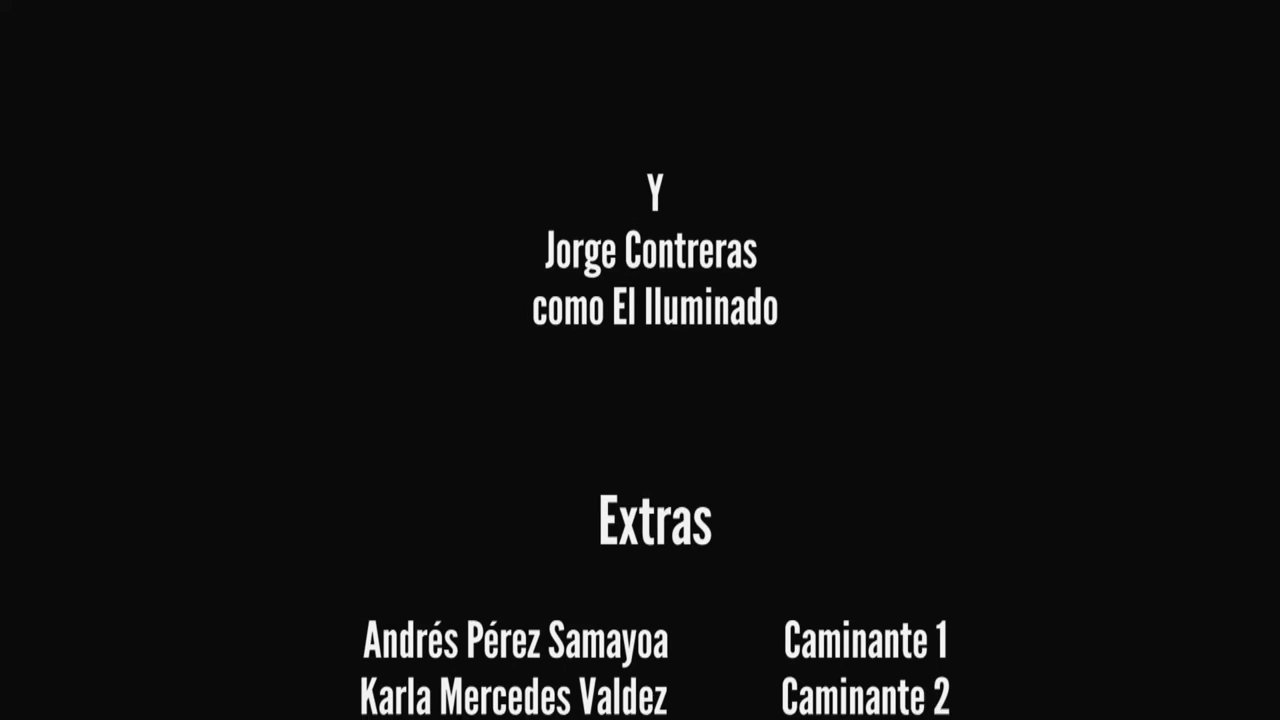 Y
Jorge Contreras
como El Iluminado
Extras
Andrés Pérez Samayoa Caminante 1
Karla Mercedes Valdez Caminante 2